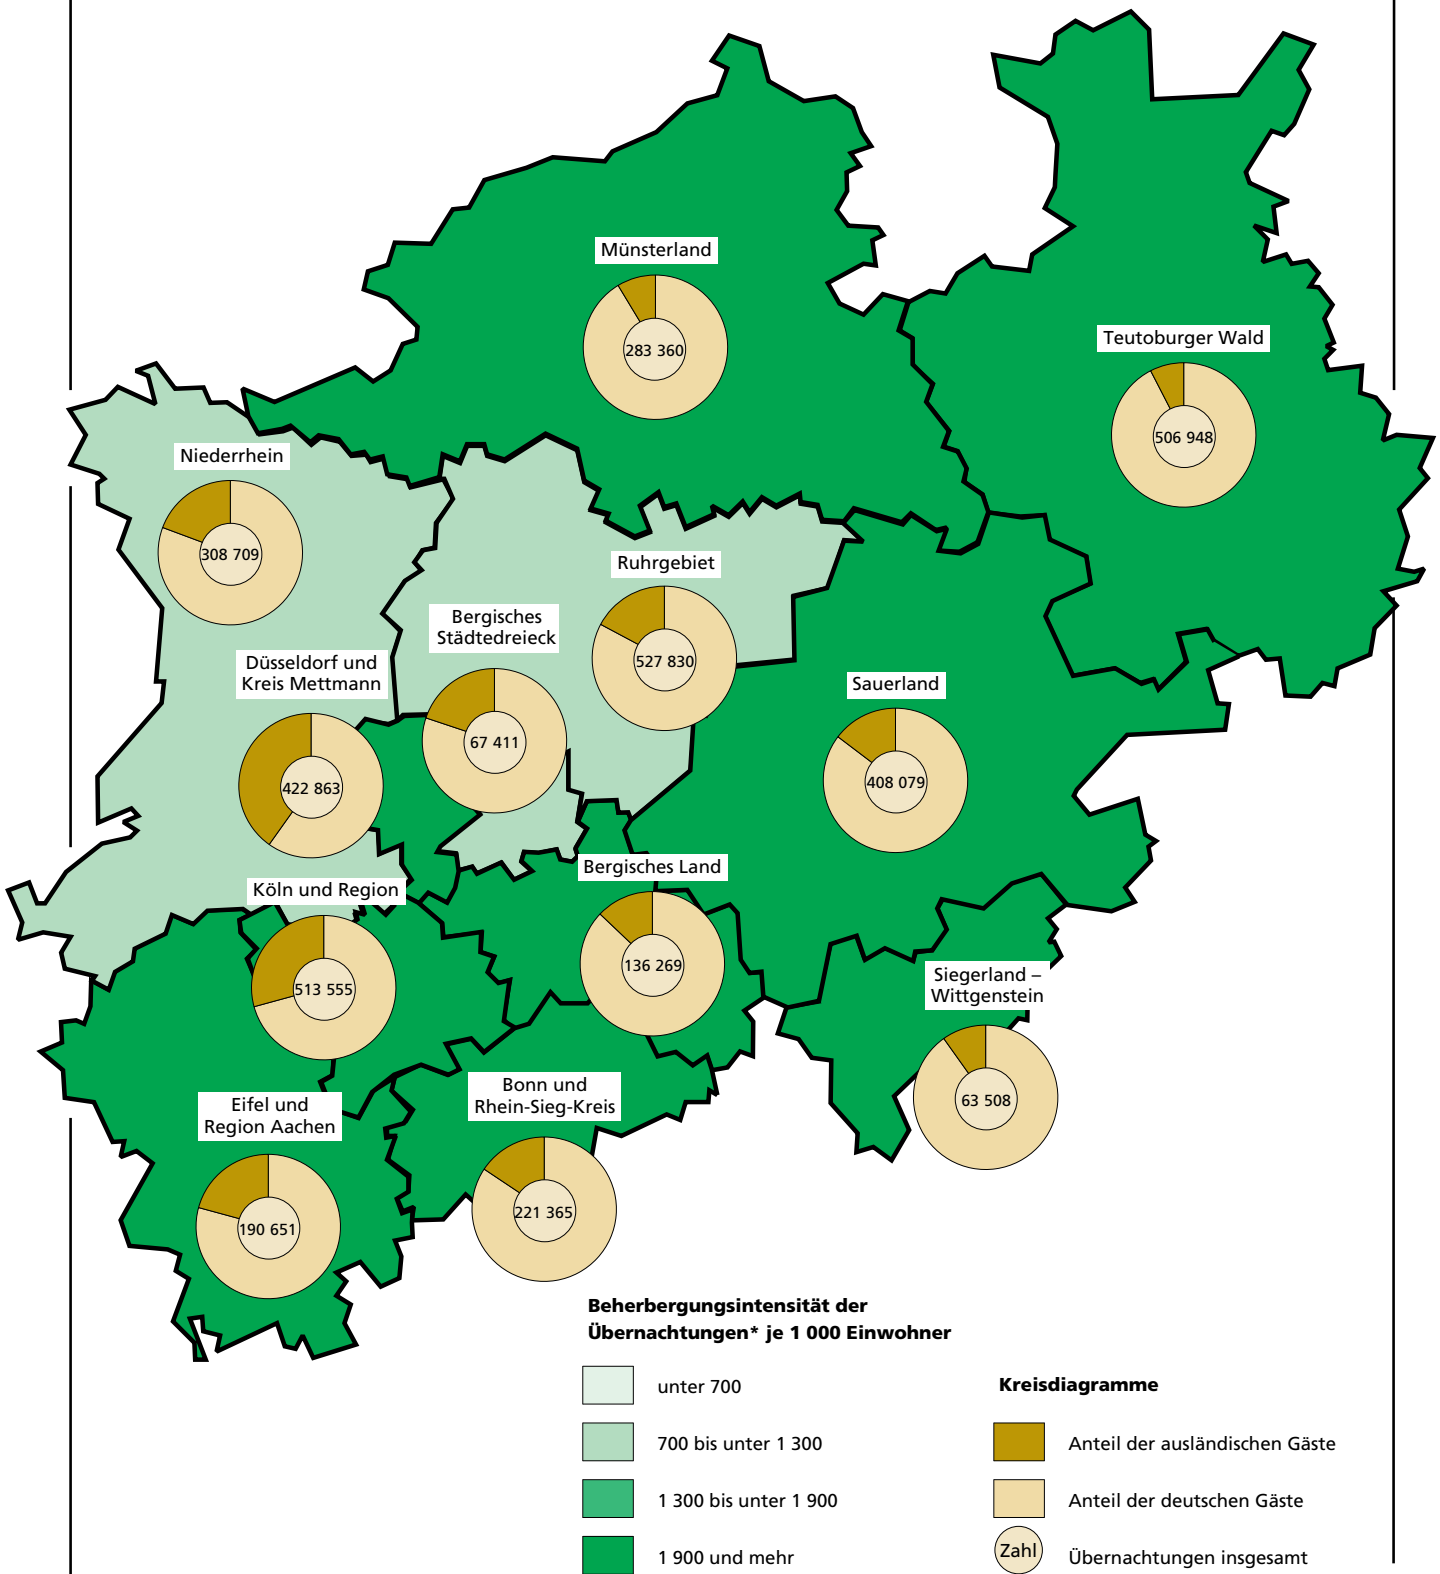 Münsterland
283 360
Teutoburger Wald
506 948
Niederrhein
308 709
Ruhrgebiet
527 830
Bergisches
Städtedreieck
67 411
Düsseldorf und
Kreis Mettmann
422 863
Sauerland
408 079
Bergisches Land
136 269
Köln und Region
513 555
Siegerland –
Wittgenstein
63 508
Bonn und
Rhein-Sieg-Kreis
221 365
Eifel und
Region Aachen
190 651
Beherbergungsintensität der
Übernachtungen* je 1 000 Einwohner
unter 700
700 bis unter 1 300
1 300 bis unter 1 900
1 900 und mehr
Kreisdiagramme
Anteil der ausländischen Gäste
Anteil der deutschen Gäste
Zahl Übernachtungen insgesamt